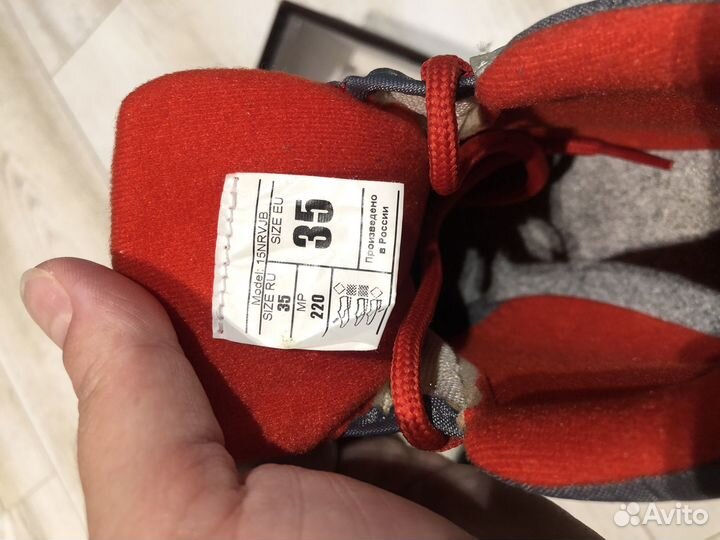 Model: 15NRVJB
SIZE RU
35
SIZE EU
35
MP
220
Произведено
в России
Avito